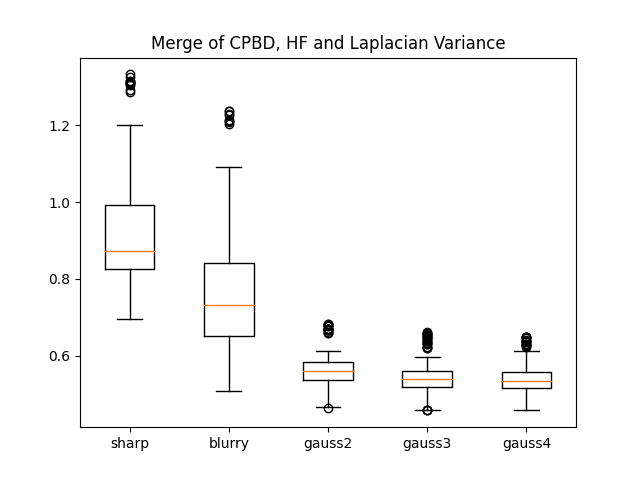 Merge of CPBD, HF and Laplacian Variance
1.2
1.0
0.8
0.6
sharp blurry gauss2 gauss3 gauss4